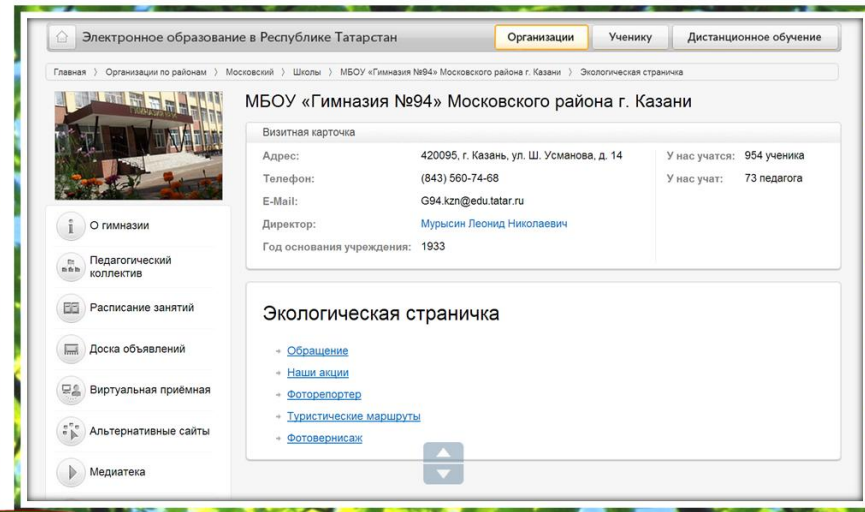 Электронное образование в Республике Татарстан
Организации
Ученику
Дистанционное обучение
Главная 〉 Организации по районам 〉 Московский 〉 Школы 〉 МБОУ «Гимназия №94» Московского района г. Казани 〉 Экологическая страничка
МБОУ «Гимназия №94» Московского района г. Казани
Визитная карточка
Адрес: 420095, г. Казань, ул. Ш. Усманова, д. 14 У нас учатся: 954 ученика
Телефон: (843) 560-74-68 У нас учат: 73 педагога
E-Mail: G94.kzn@edu.tatar.ru
Директор: Мурысин Леонид Николаевич
Год основания учреждения: 1933
О гимназии
Педагогический
коллектив
Расписание занятий
Доска объявлений
Виртуальная приёмная
Альтернативные сайты
Медиатека
Экологическая страничка
Обращение
Наши акции
Фоторепортер
Туристические маршруты
Фотовернисаж